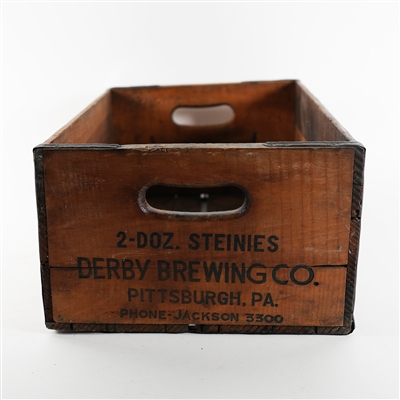 2-DOZ. STEINIES
DERBY BREWING CO.
PITTSBURGH, PA.
PHONE-JACKSON 3300